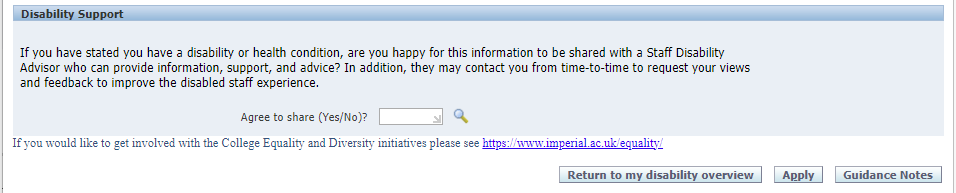 Disability Support
If you have stated you have a disability or health condition, are you happy for this information to be shared with a Staff Disability
Advisor who can provide information, support, and advice? In addition, they may contact you from time-to-time to request your views
and feedback to improve the disabled staff experience.
Agree to share (Yes/No)?
If you would like to get involved with the College Equality and Diversity initiatives please see https://www.imperial.ac.uk/equality/
Return to my disability overview Apply Guidance Notes